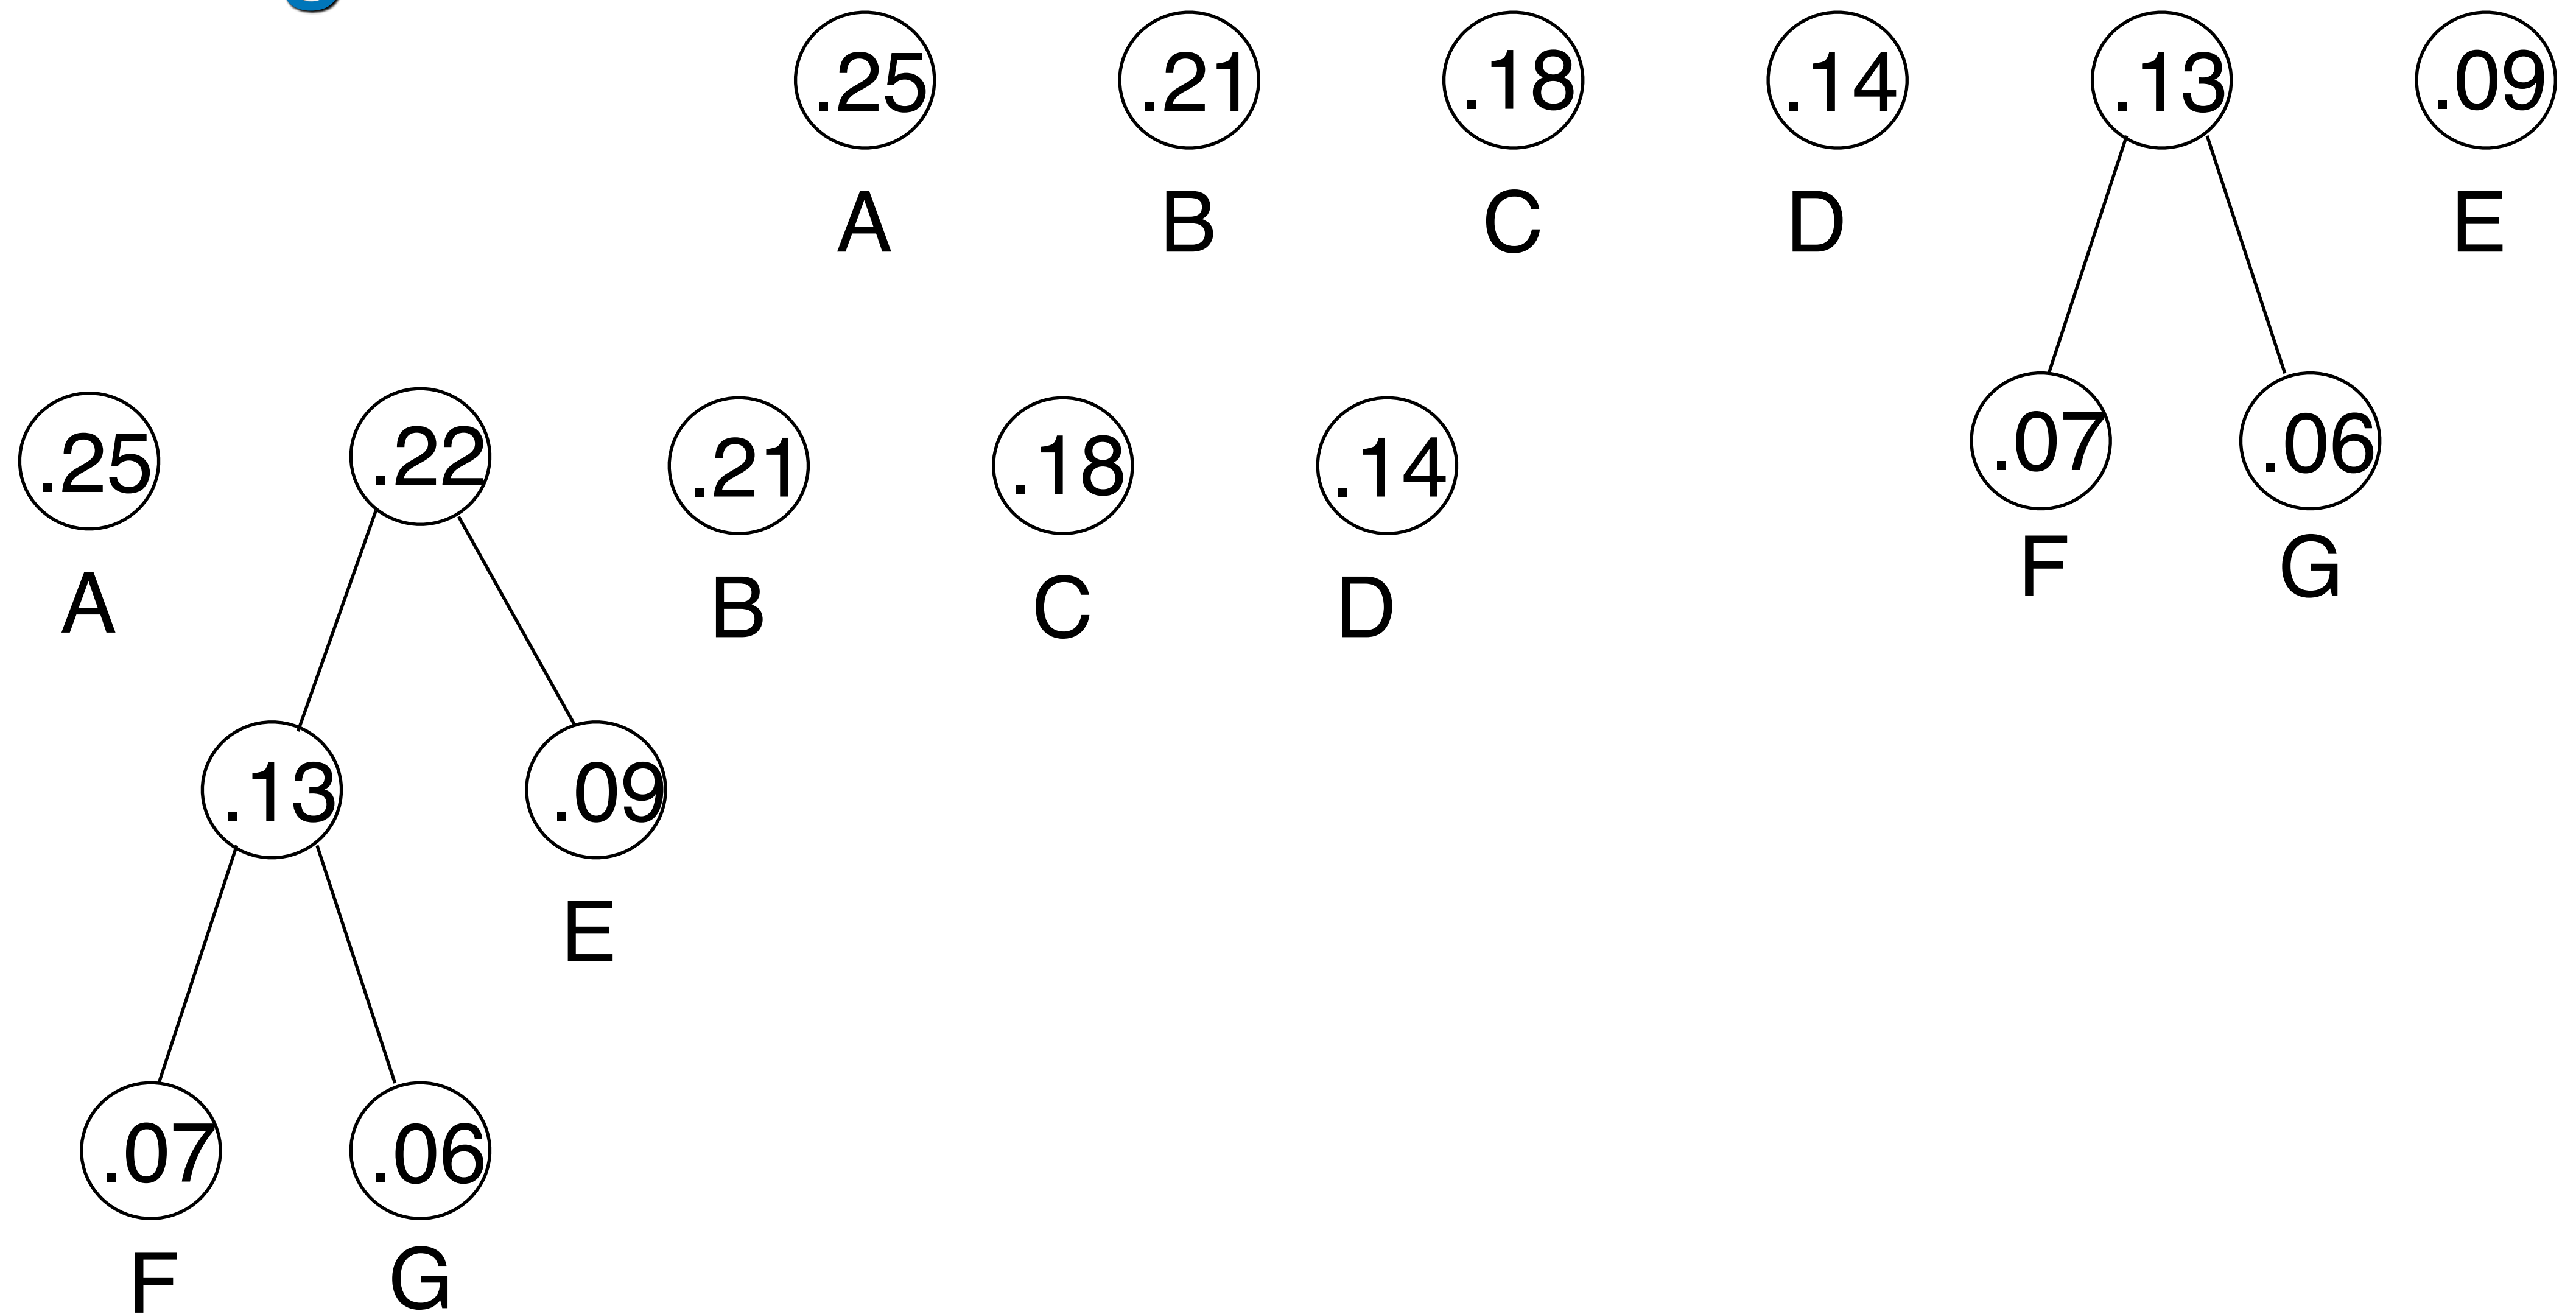 .25 .21 .18 .14 .13 .09
A B C D E
.07 .06
F G
.25 .22 .21 .18 .14
A B C D
.13 .09
E
.07 .06
F G